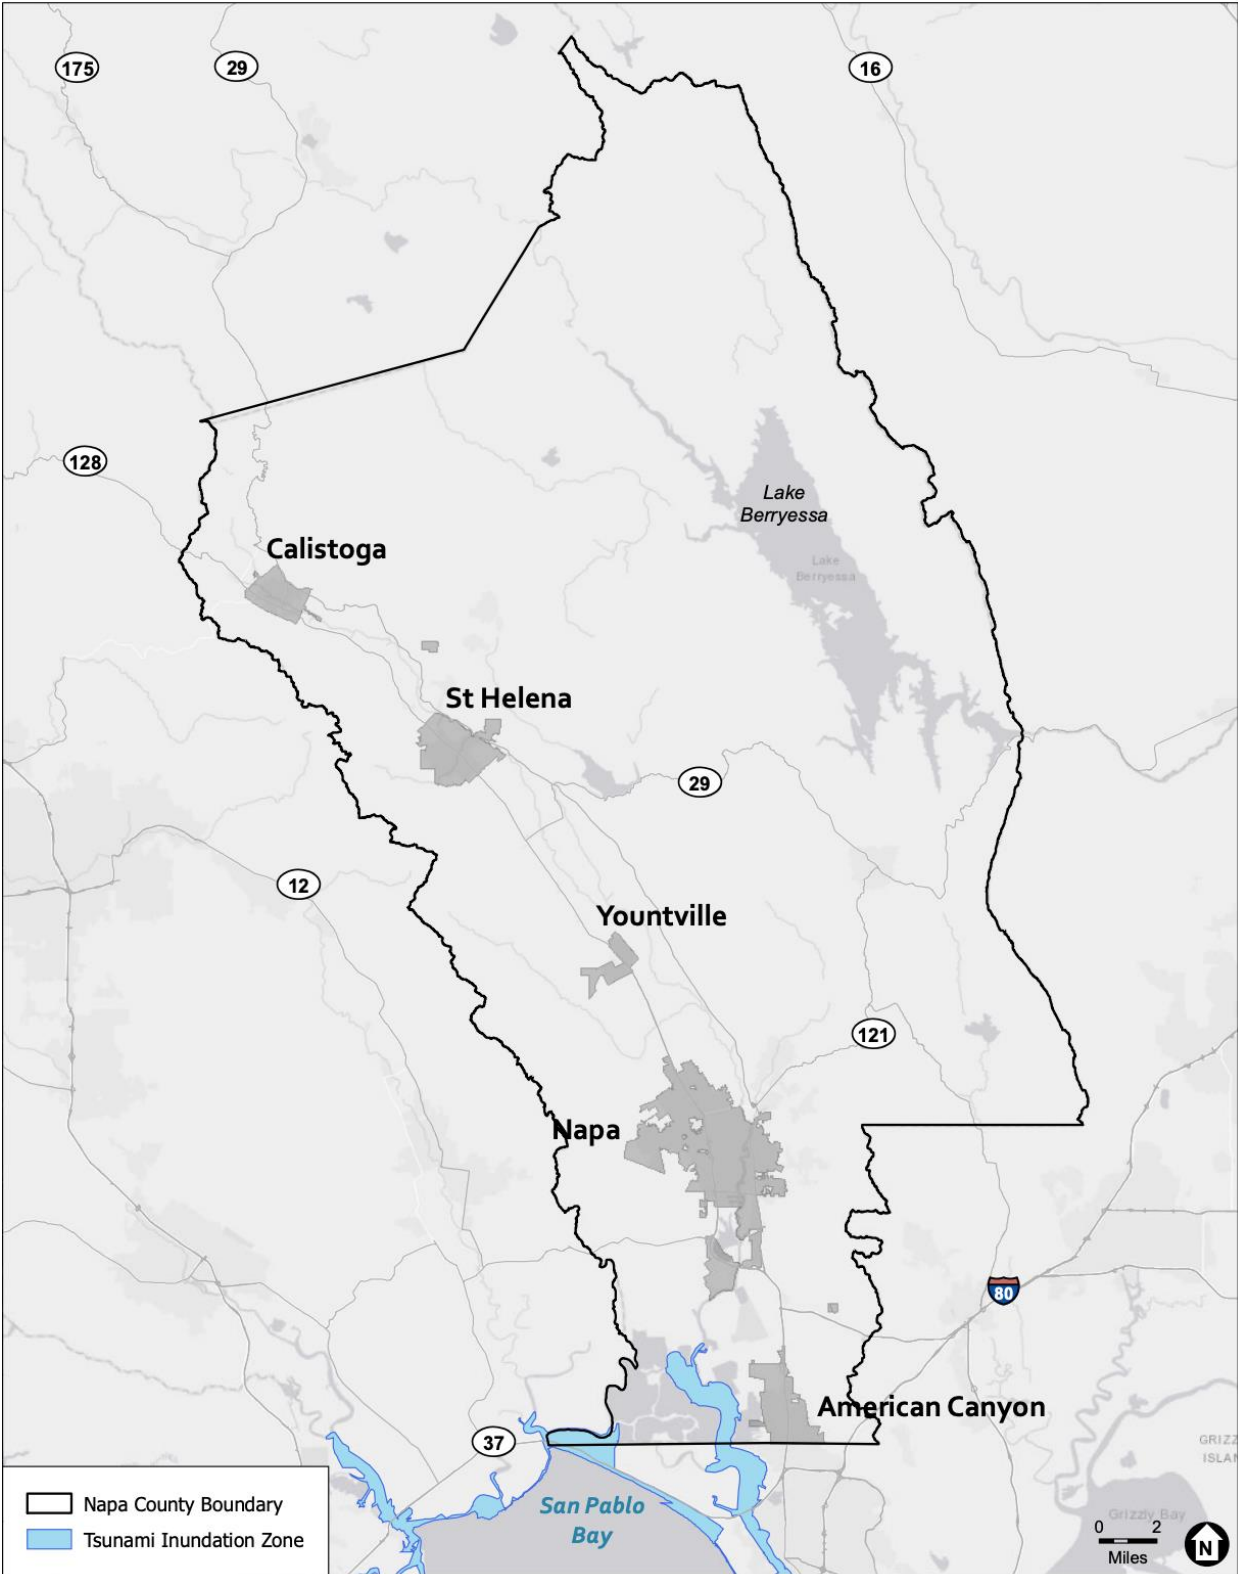 175
29
16
128
Lake
Berryessa
Lake
Berryessa
Calistoga
St Helena
29
12
Yountville
121
Napa
80
American Canyon
37
GRIZZ
ISLAN
San Pablo
Bay
Grizzly Bay
Napa County Boundary
Tsunami Inundation Zone
0 2
Miles
N